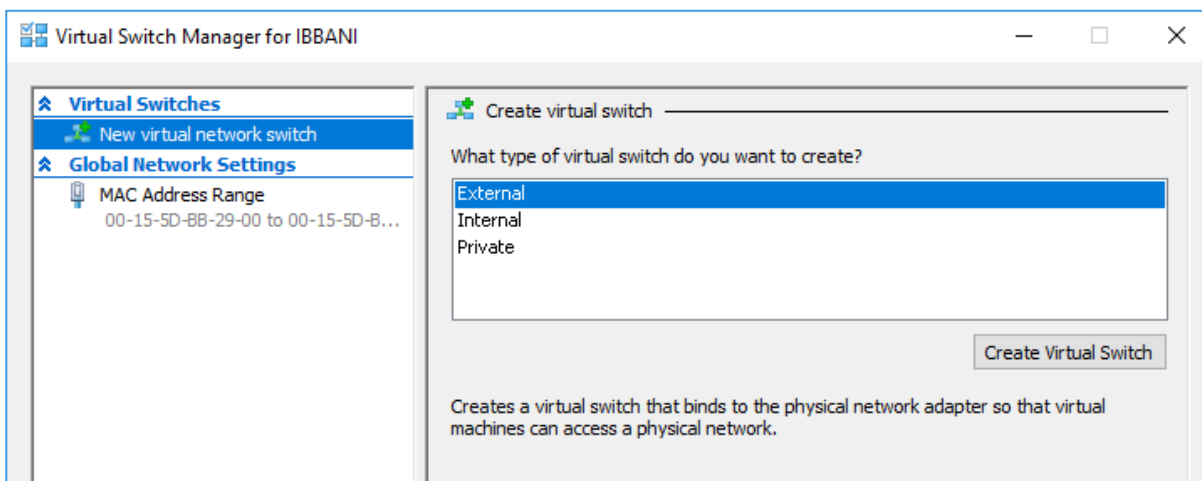 Virtual Switch Manager for IBBANI
Virtual Switches
New virtual network switch
Global Network Settings
MAC Address Range
00-15-5D-BB-29-00 to 00-15-5D-B...
Create virtual switch
What type of virtual switch do you want to create?
External
Internal
Private
Create Virtual Switch
Creates a virtual switch that binds to the physical network adapter so that virtual
machines can access a physical network.